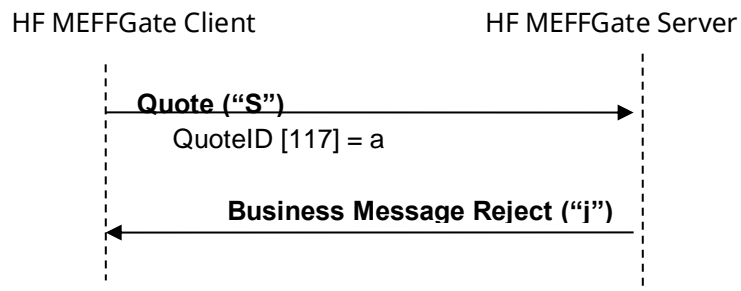 HF MEFFGate Client HF MEFFGate Server
Quote (“S”)
QuoteID [117] = a
Business Message Reject (“j”)